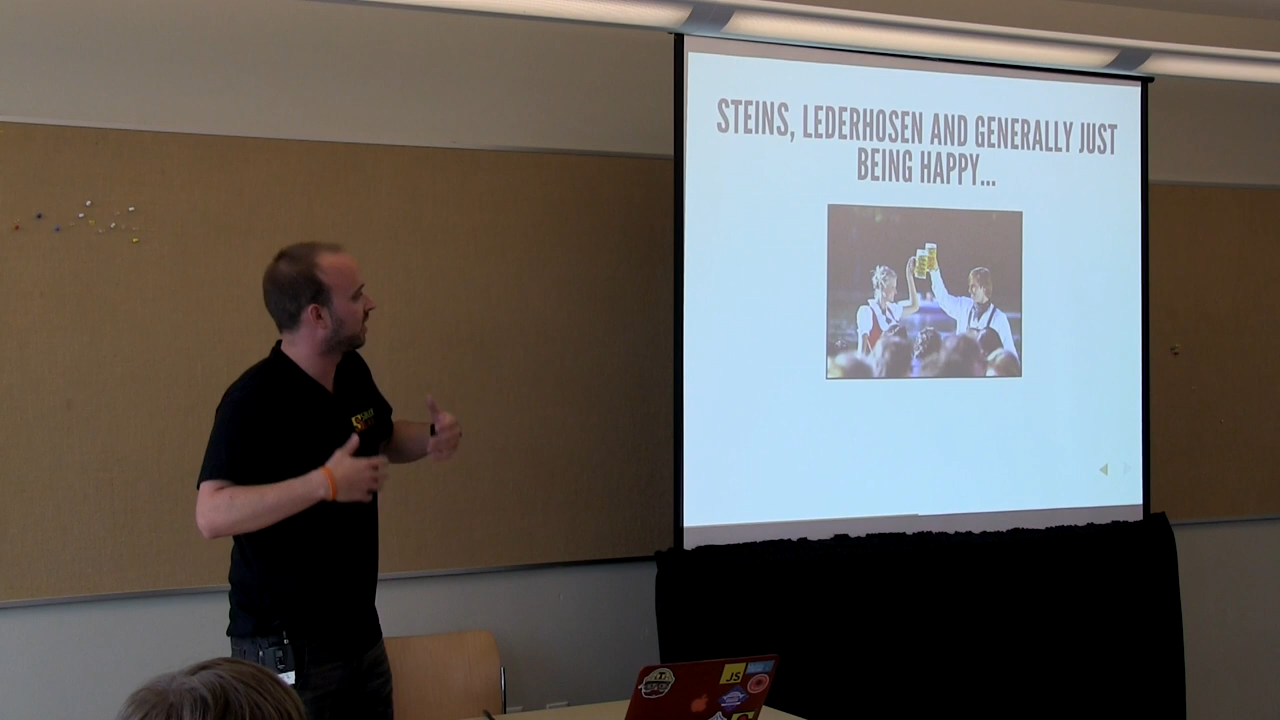 STEINS, LEDERHOSEN AND GENERALLY JUST
BEING HAPPY...
JS